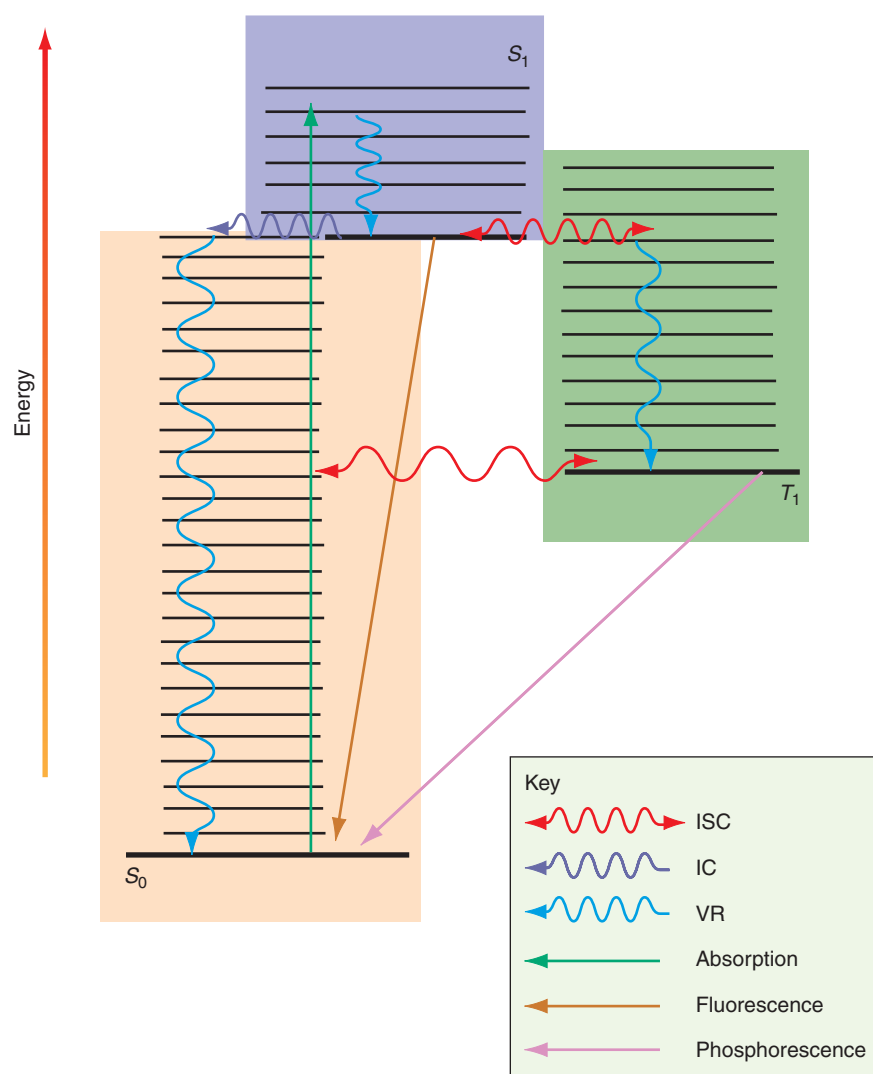 S1
Energy
T1
S0
Key
ISC
IC
VR
Absorption
Fluorescence
Phosphorescence